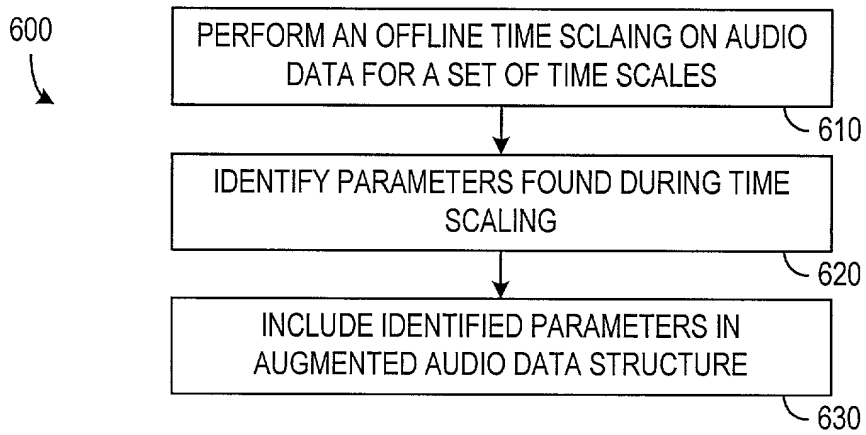 600
PERFORM AN OFFLINE TIME SCLAING ON AUDIO
DATA FOR A SET OF TIME SCALES
610
IDENTIFY PARAMETERS FOUND DURING TIME
SCALING
620
INCLUDE IDENTIFIED PARAMETERS IN
AUGMENTED AUDIO DATA STRUCTURE
630